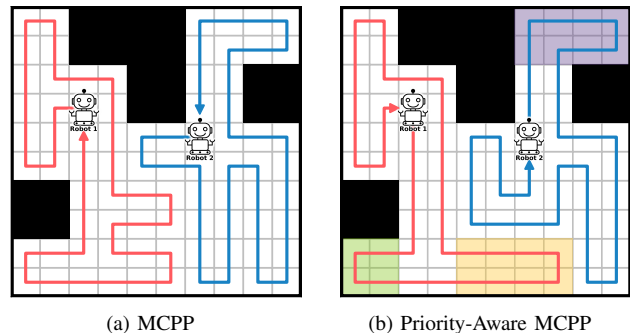 Robot 1
Robot 2
Robot 1
Robot 2
(a) MCPP
(b) Priority-Aware MCPP